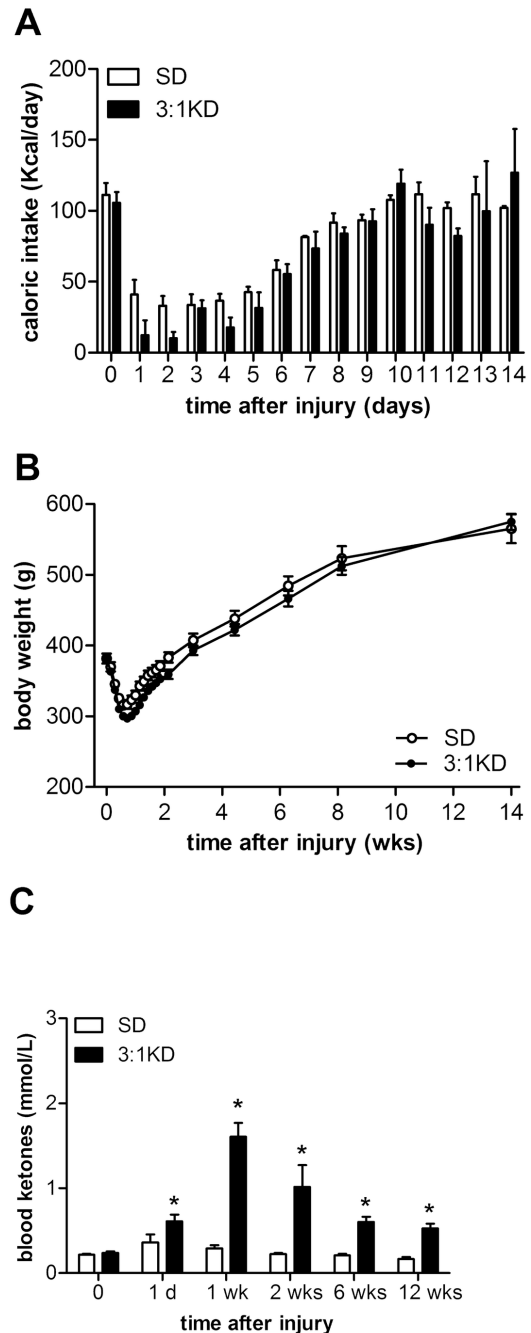 A
200
SD
3:1KD
150
100
50
0
caloric intake (Kcal/day)
0 1 2 3 4 5 6 7 8 9 10 11 12 13 14
time after injury (days)
B
600
500
400
300
200
body weight (g)
SD
3:1KD
0 2 4 6 8 10 12 14
time after injury (wks)
C
3
SD
3:1KD
2
1
0
blood ketones (mmol/L)
* * * * *
0 1 d 1 wk 2 wks 6 wks 12 wks
time after injury